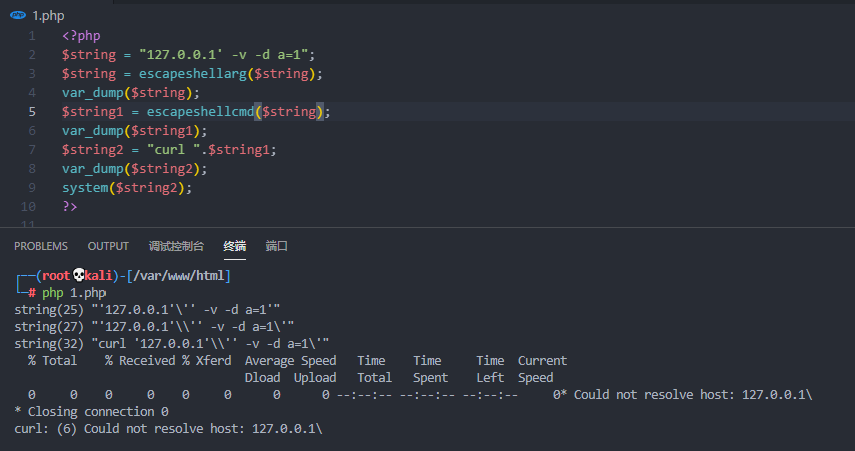 php 1.php
1 <?php
2 $string = "127.0.0.1' -v -d a=1";
3 $string = escapeshellarg($string);
4 var_dump($string);
5 $string1 = escapeshellcmd($string);
6 var_dump($string1);
7 $string2 = "curl ".$string1;
8 var_dump($string2);
9 system($string2);
10 ?>
11
PROBLEMS OUTPUT 调试控制台 终端 端口
┌──(root💀kali)-[/var/www/html]
└─# php 1.php
string(25) "'127.0.0.1'\'' -v -d a=1'"
string(27) "'127.0.0.1'\\'' -v -d a=1\'"
string(32) "curl '127.0.0.1'\\'' -v -d a=1\'"
% Total % Received % Xferd Average Speed Time Time Time Current
Dload Upload Total Spent Left Speed
0 0 0 0 0 0 0 0 --:--:-- --:--:-- --:--:-- 0* Could not resolve host: 127.0.0.1\
* Closing connection 0
curl: (6) Could not resolve host: 127.0.0.1\